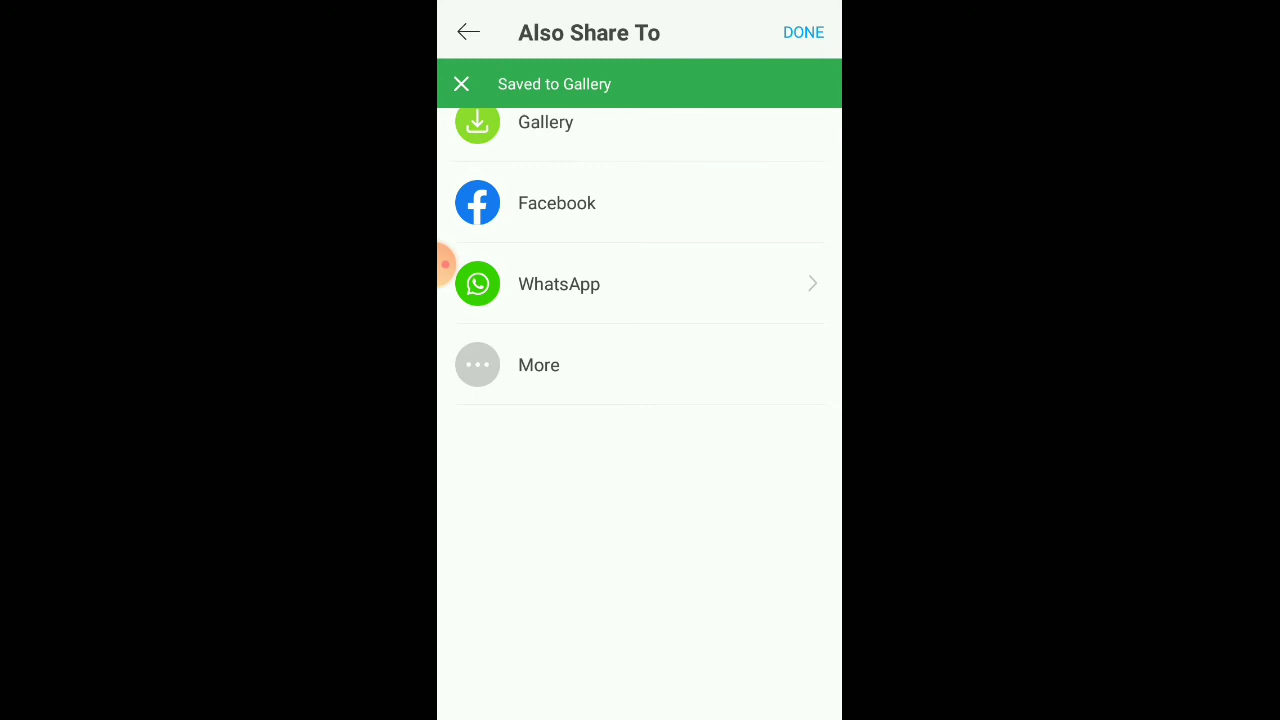 Also Share To
DONE
Saved to Gallery
Gallery
Facebook
WhatsApp
More